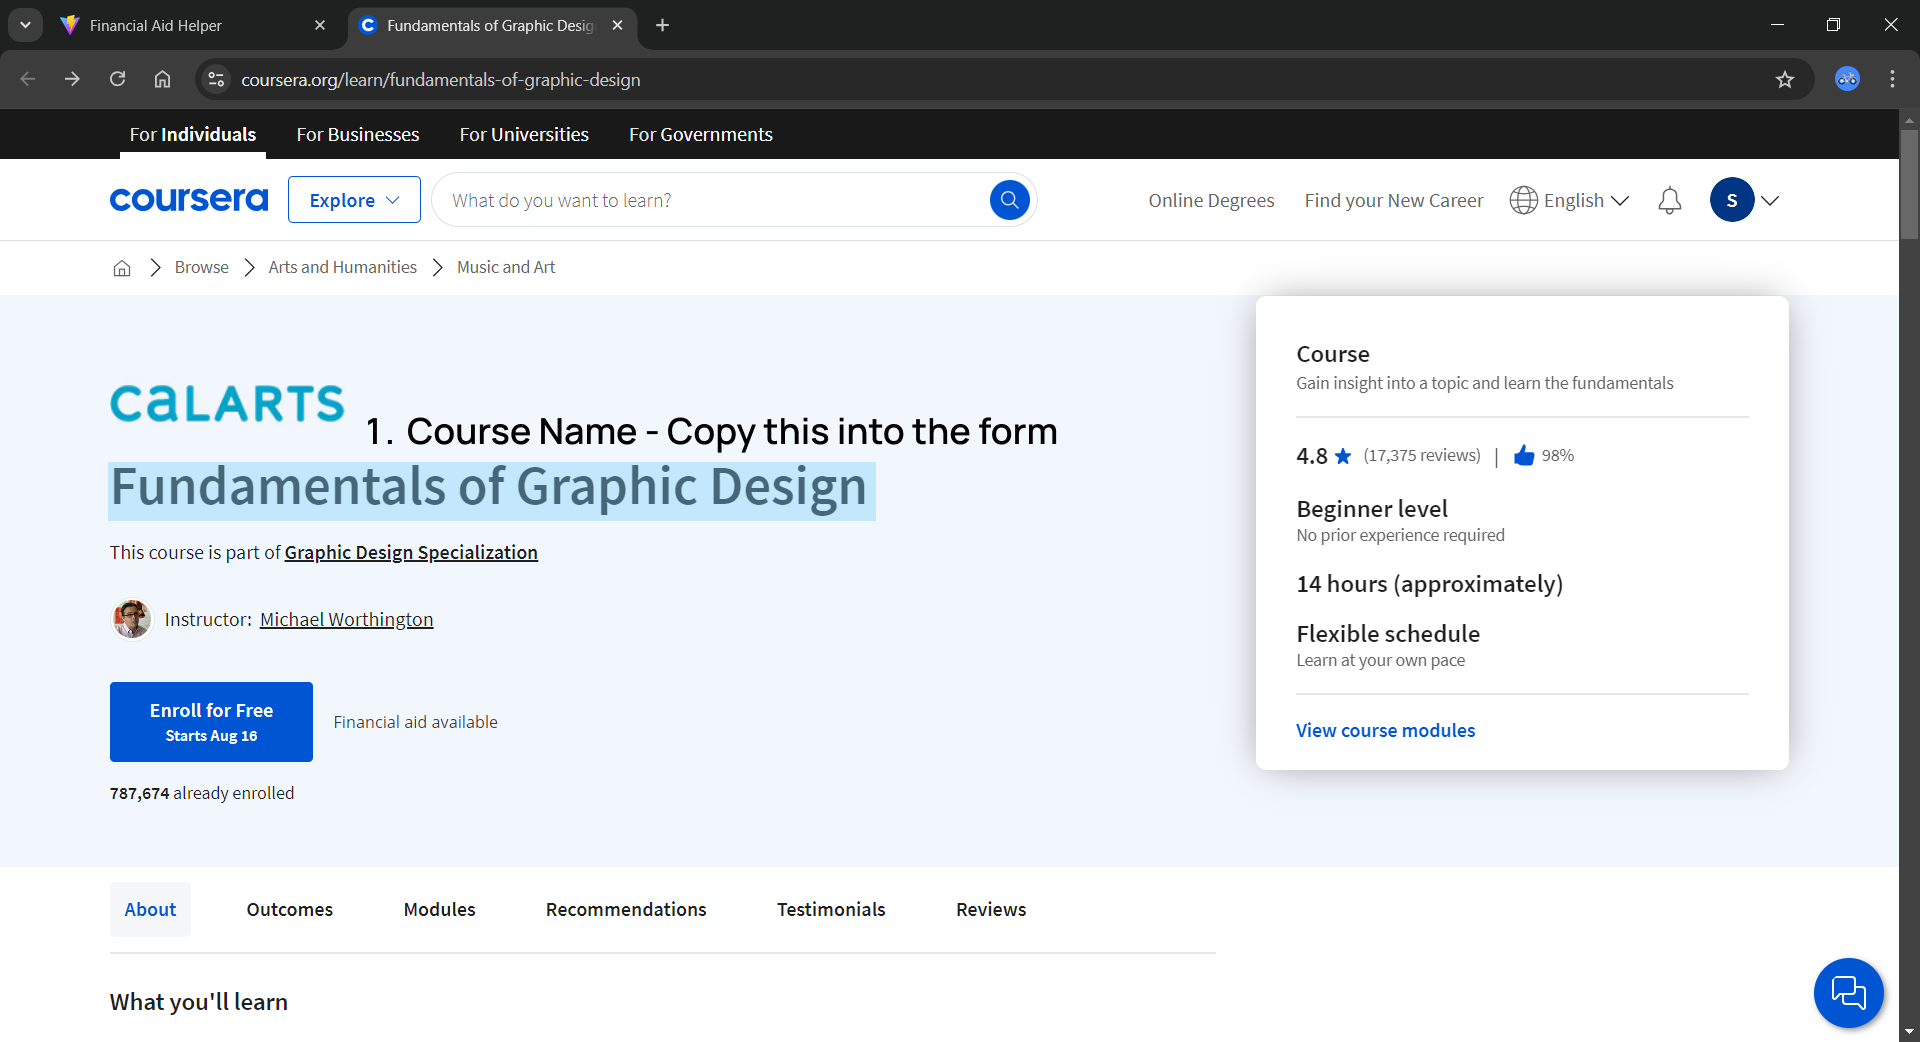 Financial Aid Helper
Fundamentals of Graphic Desig
coursera.org/learn/fundamentals-of-graphic-design
For Individuals For Businesses For Universities For Governments
coursera Explore What do you want to learn? Online Degrees Find your New Career English S
Browse Arts and Humanities Music and Art
CALARTS
1. Course Name - Copy this into the form
Fundamentals of Graphic Design
This course is part of Graphic Design Specialization
Instructor: Michael Worthington
Enroll for Free
Starts Aug 16
Financial aid available
787,674 already enrolled
Course
Gain insight into a topic and learn the fundamentals
4.8 (17,375 reviews) | 98%
Beginner level
No prior experience required
14 hours (approximately)
Flexible schedule
Learn at your own pace
View course modules
About Outcomes Modules Recommendations Testimonials Reviews
What you'll learn